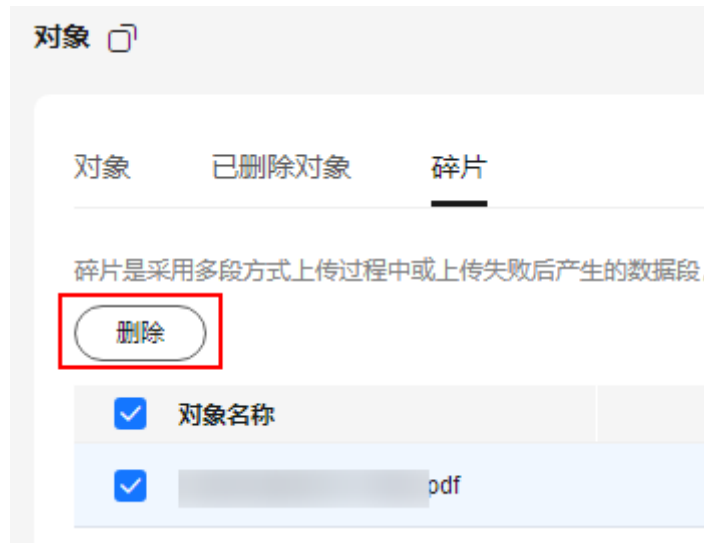 对象
对象 已删除对象 碎片
碎片是采用多段方式上传过程中或上传失败后产生的数据段
删除
对象名称
pdf